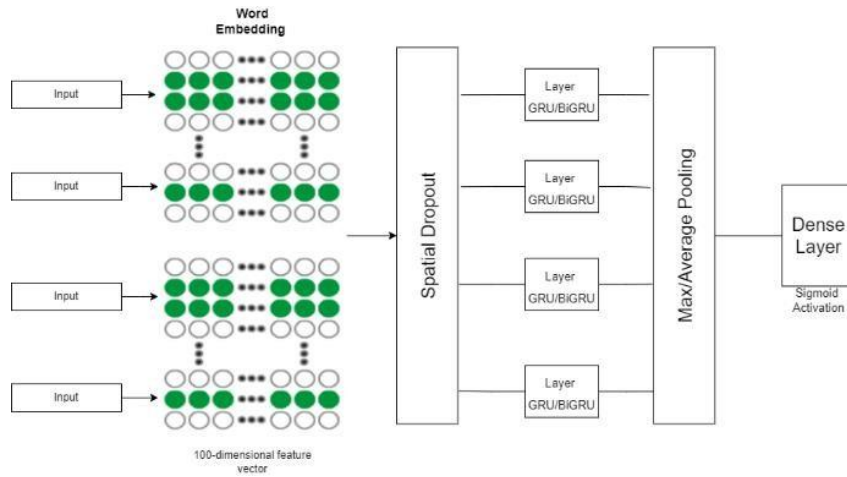 Word
Embedding
Input
Input
Input
Input
100-dimensional feature
vector
Spatial Dropout
Layer
GRU/BiGRU
Layer
GRU/BiGRU
Layer
GRU/BiGRU
Layer
GRU/BiGRU
Max/Average Pooling
Dense
Layer
Sigmoid
Activation